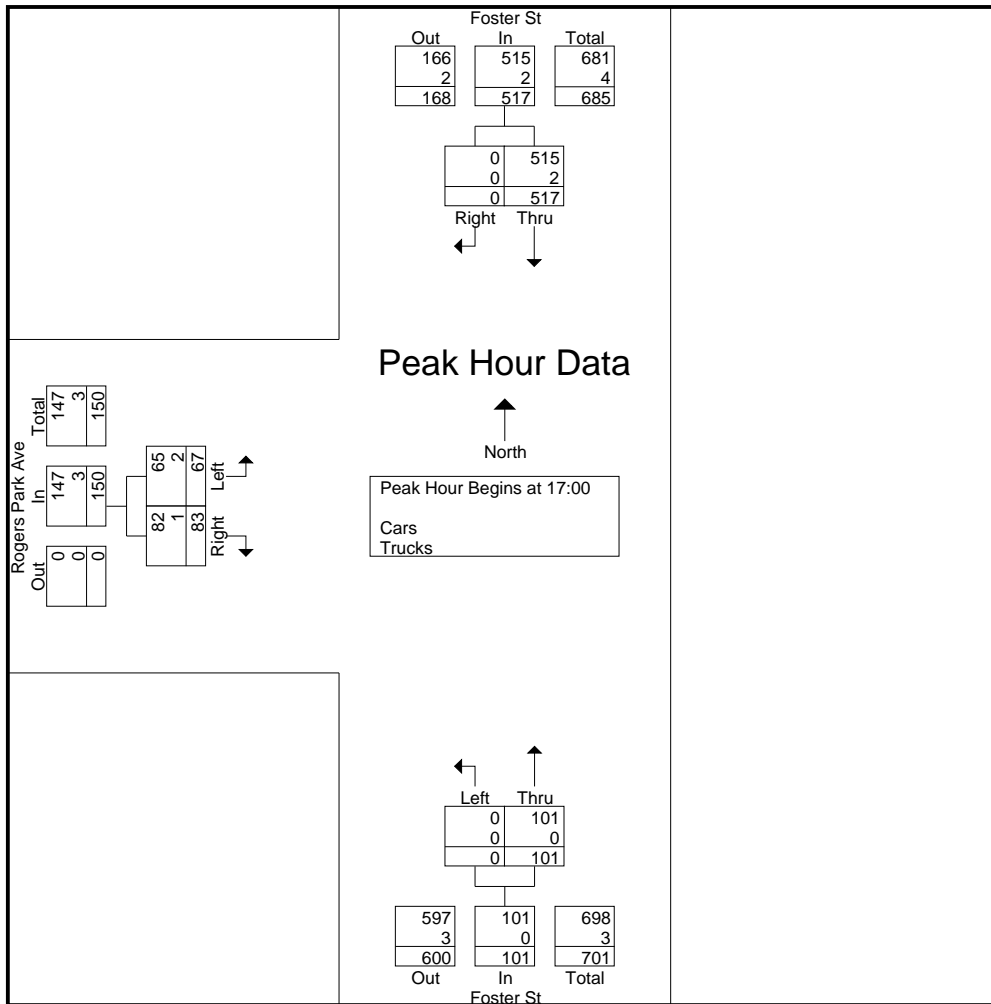 Foster St
Out In Total
166 515 681
2 2 4
168 517 685
0 515
0 2
0 517
Right Thru
Peak Hour Data
North
Peak Hour Begins at 17:00
Cars
Trucks
Rogers Park Ave
Out In Total
0 147 147
0 3 3
0 150 150
82 65
1 2
83 67
Right Left
Left Thru
0 101
0 0
0 101
597 101 698
3 0 3
600 101 701
Out In Total
Foster St